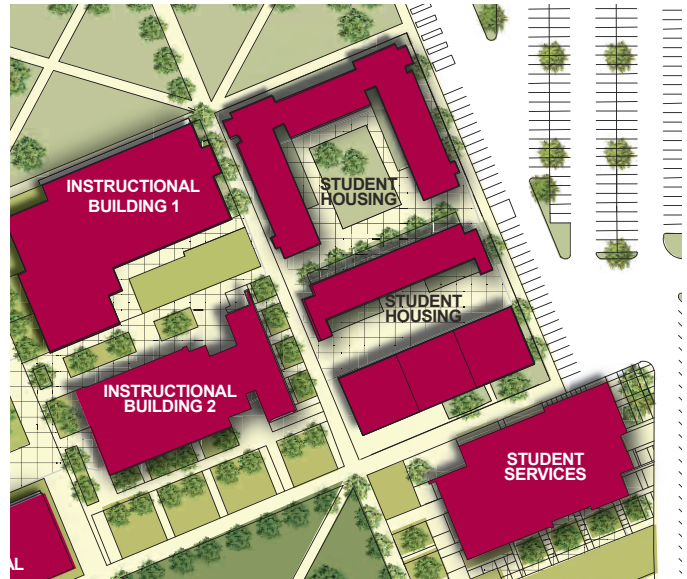 STUDENT
HOUSING
INSTRUCTIONAL
BUILDING 1
STUDENT
HOUSING
INSTRUCTIONAL
BUILDING 2
STUDENT
SERVICES
AL